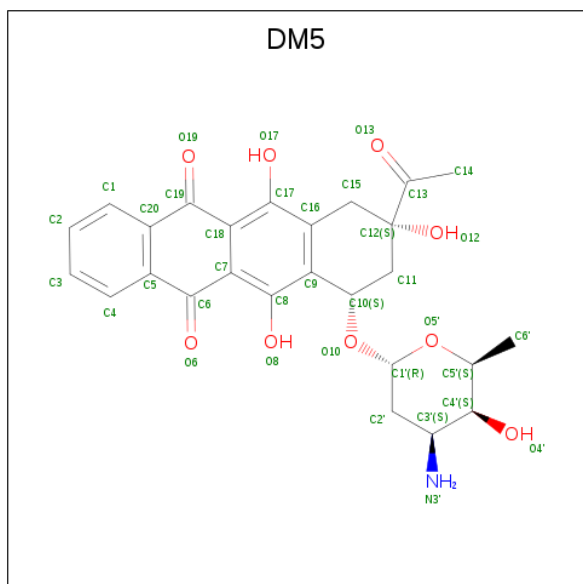 DM5
O19
O17
O13
O
HO
O
C14
C1
C19
C17
C15
C13
C2
C20
C16
C18
C12(S)
OH
O12
C3
C5
C7
C9
C11
C4
C6
C8
C10(S)
O
OH
O5'
C6'
O6
O8
O10
O
O
C1'(R)
C5'(S)
C2'
C3'(S)
C4'(S)
OH
O4'
NH2
N3'